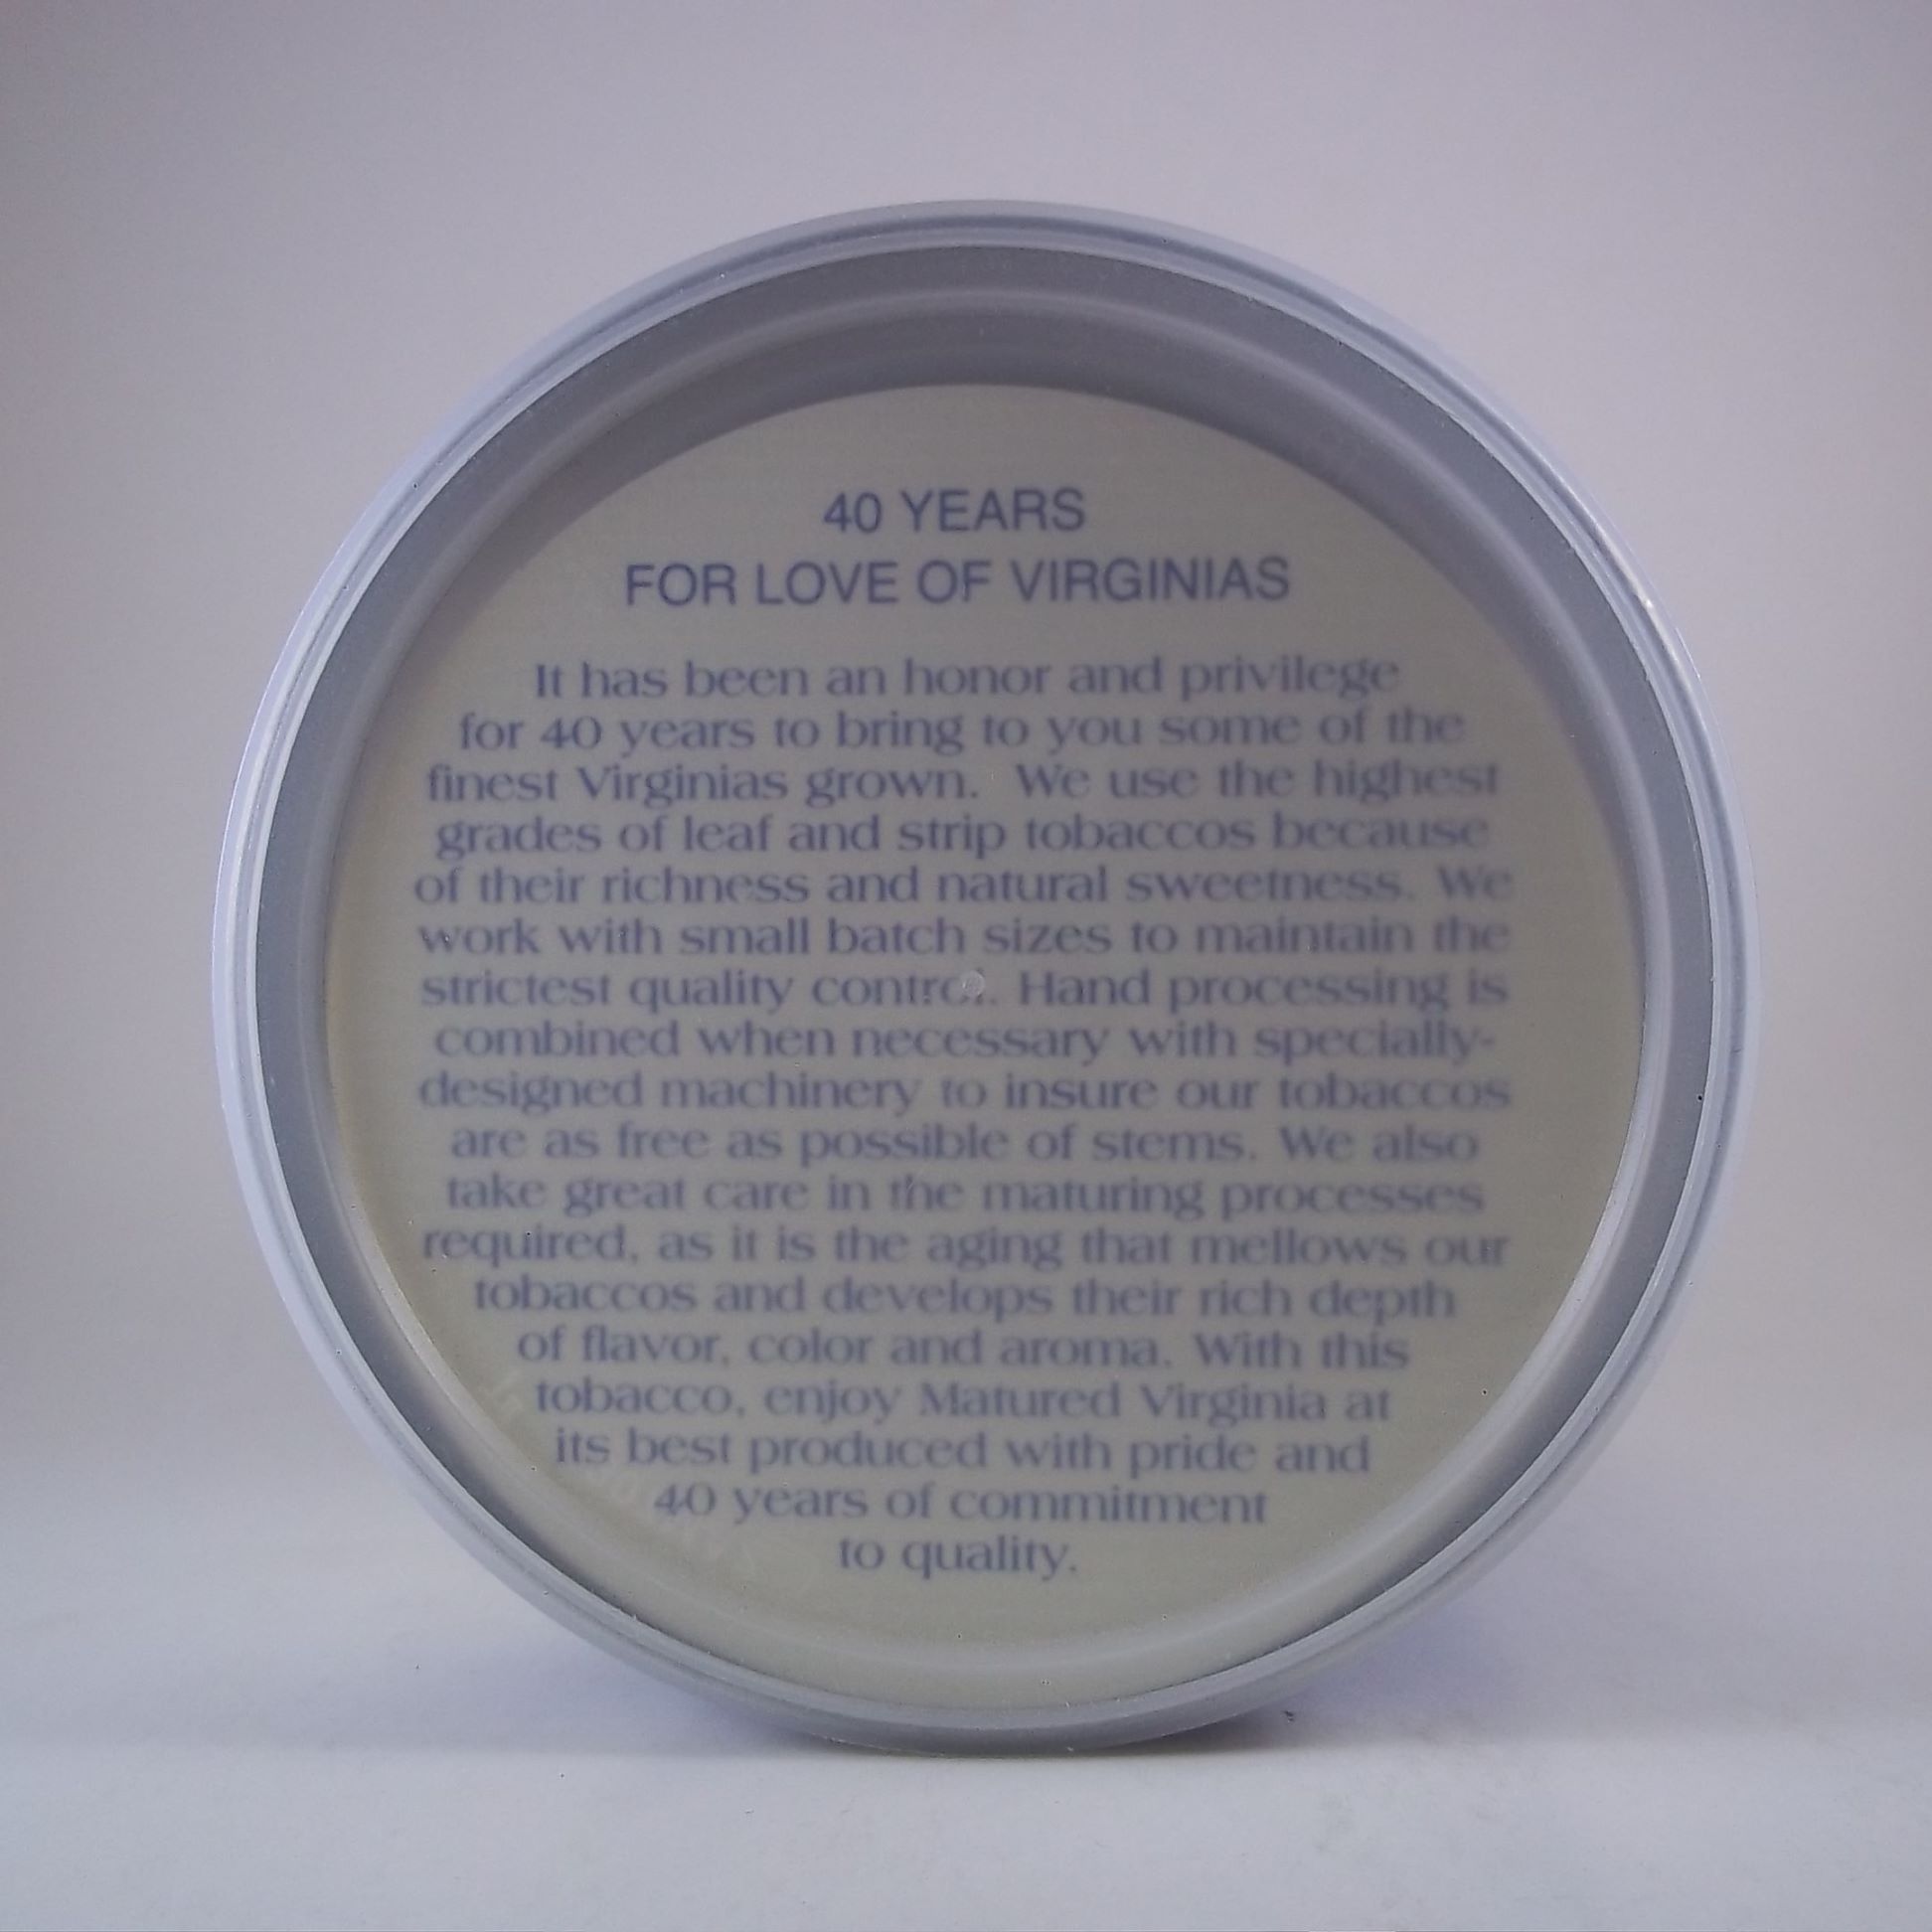 40 YEARS
FOR LOVE OF VIRGINIAS
It has been an honor and privilege
for 40 years to bring to you some of the
finest Virginias grown. We use the highest
grades of leaf and strip tobaccos because
of their richness and natural sweetness. We
work with small batch sizes to maintain the
strictest quality control. Hand processing is
combined when necessary with specially-
designed machinery to insure our tobaccos
are as free as possible of stems. We also
take great care in the maturing processes
required, as it is the aging that mellows our
tobaccos and develops their rich depth
of flavor, color and aroma. With this
tobacco, enjoy Matured Virginia at
its best produced with pride and
40 years of commitment
to quality.